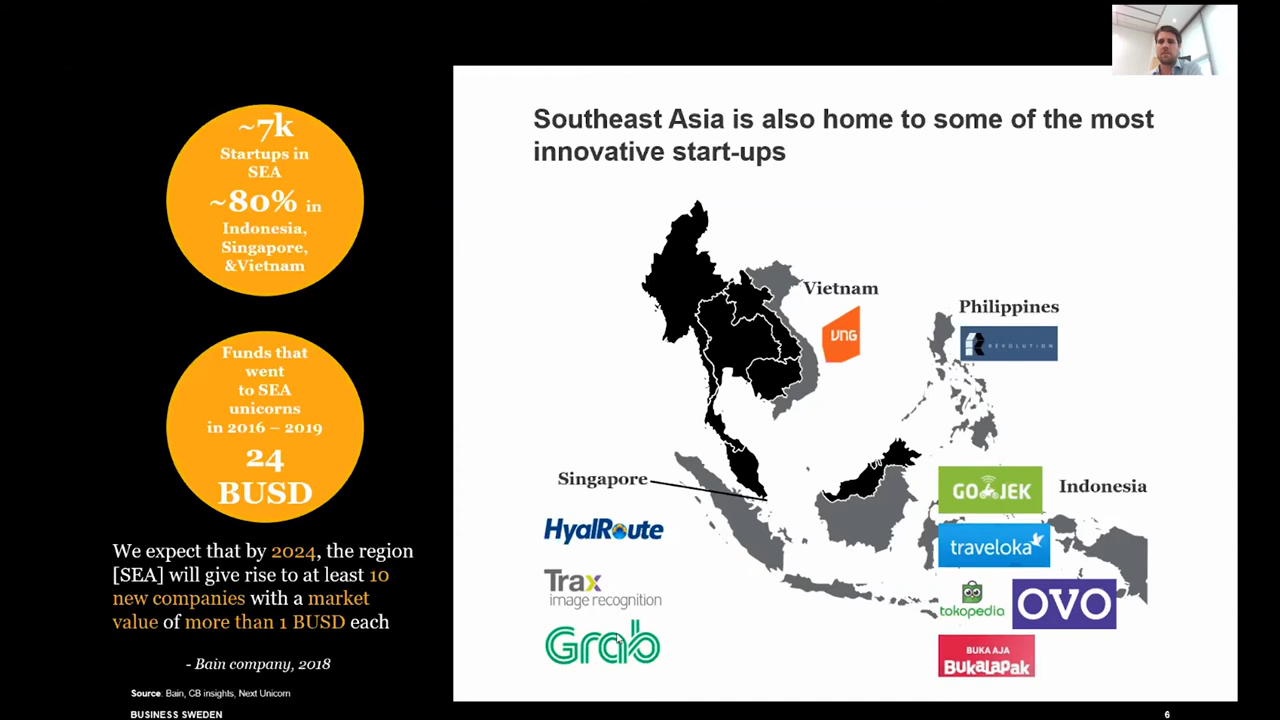 ~7k
Startups in
SEA
~80% in
Indonesia,
Singapore,
&Vietnam
Funds that
went
to SEA
unicorns
in 2016 – 2019
24
BUSD
We expect that by 2024, the region
[SEA] will give rise to at least 10
new companies with a market
value of more than 1 BUSD each
- Bain company, 2018
Source: Bain, CB insights, Next Unicorn
BUSINESS SWEDEN
Southeast Asia is also home to some of the most
innovative start-ups
Vietnam
VNG
Philippines
REVOLUTION
Singapore
HyalRoute
Trax
image recognition
Grab
GO JEK
Indonesia
traveloka
tokopedia
OVO
BUKA AJA
BukaLapak
6